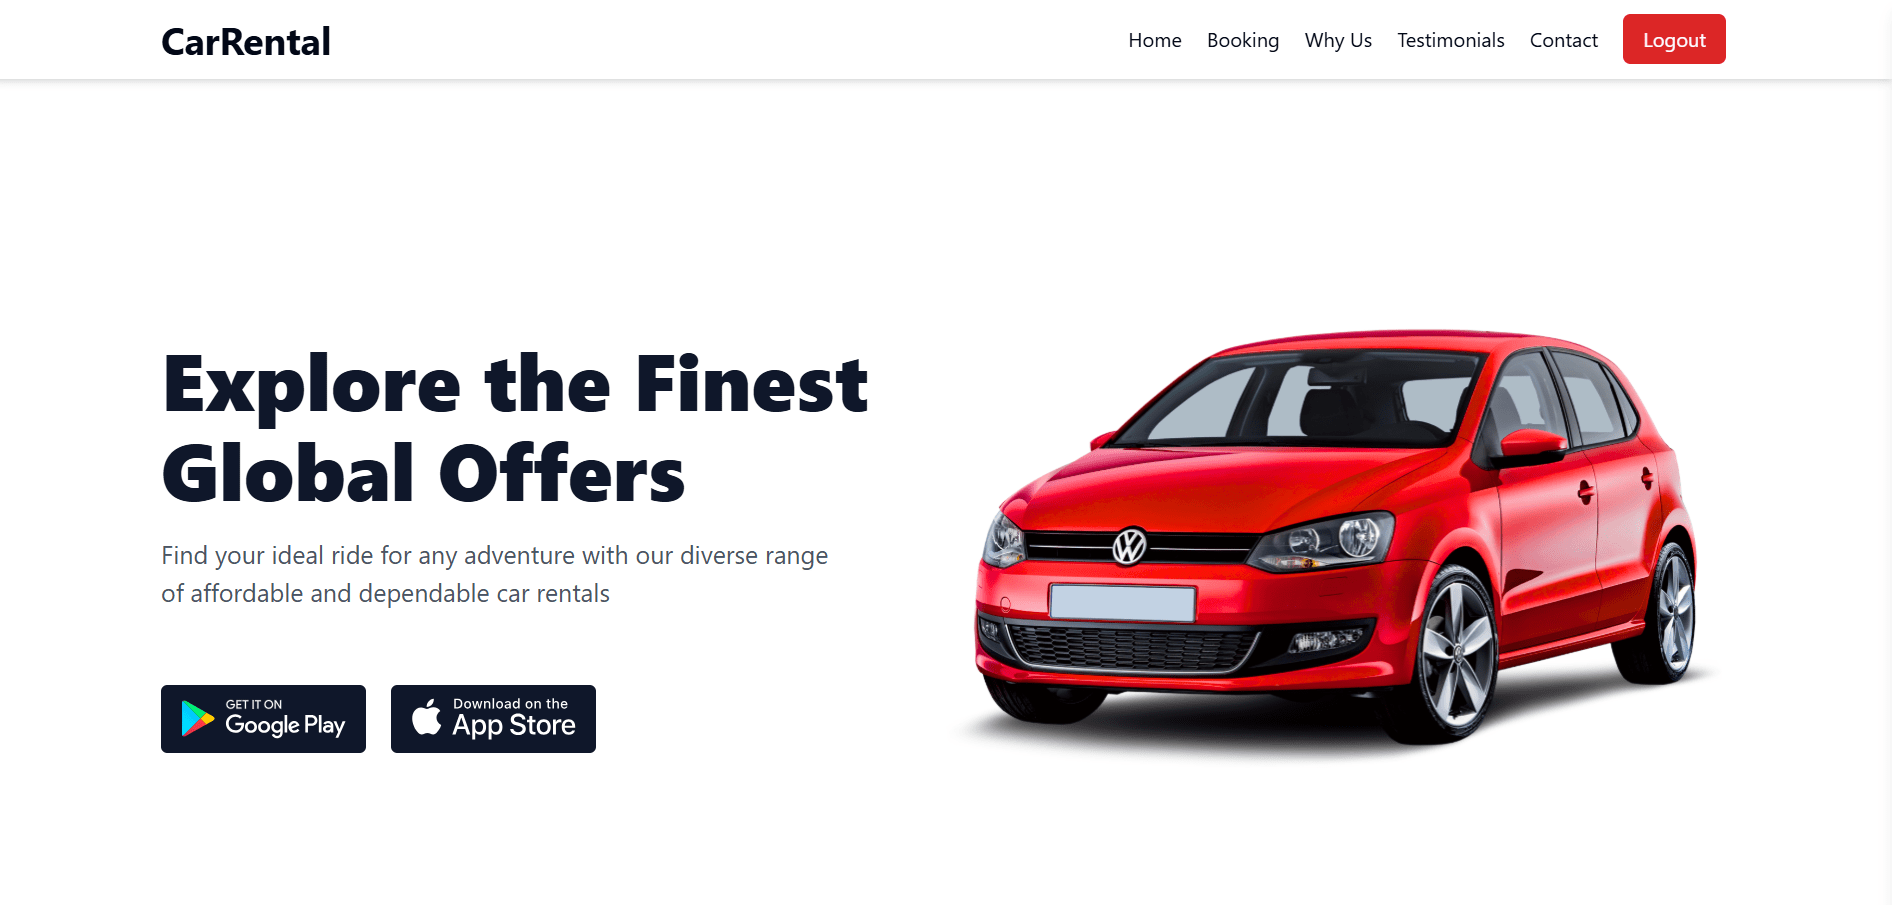 CarRental
Home Booking Why Us Testimonials Contact Logout
Explore the Finest
Global Offers
Find your ideal ride for any adventure with our diverse range
of affordable and dependable car rentals
GET IT ON
Google Play
Download on the
App Store